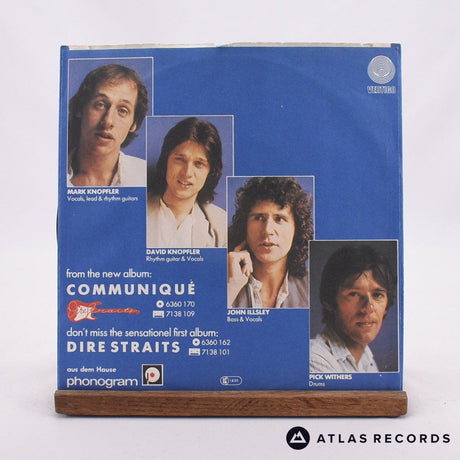 VERTIGO
MARK KNOPFLER
Vocals, lead & rhythm guitars
DAVID KNOPFLER
Rhythm guitar & Vocals
JOHN ILLSLEY
Bass & Vocals
PICK WITHERS
Drums
from the new album:
COMMUNIQUÉ
6360 170
7138 109
don't miss the sensationel first album:
DIRE STRAITS
6360 162
7138 101
aus dem Hause
phonogram
ATLAS RECORDS